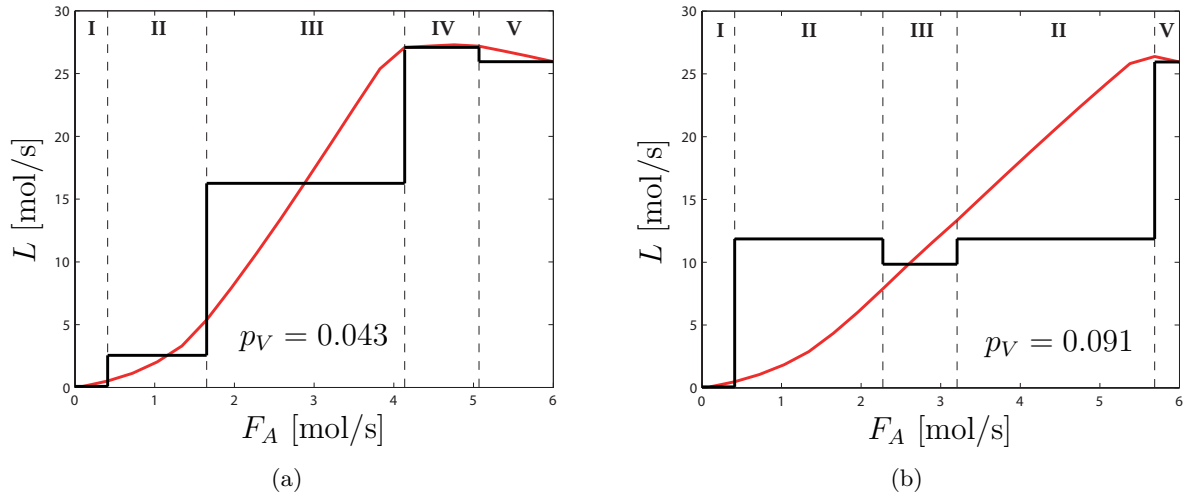 I II III IV V
30
25
20
15
10
5
0
L [mol/s]
p_V = 0.043
0 1 2 3 4 5 6
F_A [mol/s]
(a)
I II III II V
30
25
20
15
10
5
0
L [mol/s]
p_V = 0.091
0 1 2 3 4 5 6
F_A [mol/s]
(b)